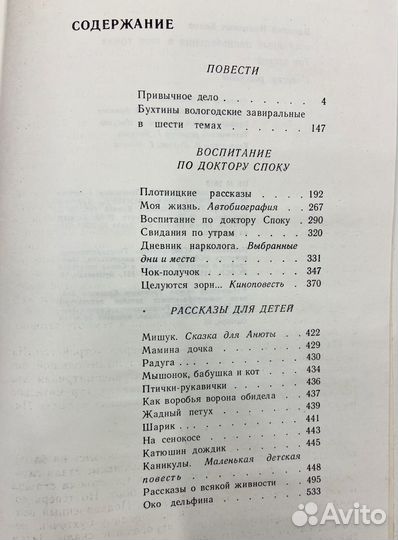 СОДЕРЖАНИЕ
ПОВЕСТИ
Привычное дело . . . . . . . 4
Бухтины вологодские завиральные
в шести темах . . . . . . 147
ВОСПИТАНИЕ
ПО ДОКТОРУ СПОКУ
Плотницкие рассказы . . . . 192
Моя жизнь. Автобиография . . . 267
Воспитание по доктору Споку . . 290
Свидания по утрам . . . . . 320
Дневник нарколога. Выбранные
дни и места . . . . . . . 331
Чок-получок . . . . . . . 347
Целуются зори... Киноповесть . . 370
РАССКАЗЫ ДЛЯ ДЕТЕЙ
Мишук. Сказка для Анюты . . . 422
Мамина дочка . . . . . . . 429
Радуга . . . . . . . . . 430
Мышонок, бабушка и кот . . . . 434
Птички-рукавички . . . . . . 436
Как воробья ворона обидела . . . 437
Жадный петух . . . . . . . 439
Шарик . . . . . . . . . 441
На сенокосе . . . . . . . 443
Катюшин дождик . . . . . . 445
Каникулы. Маленькая детская
повесть . . . . . . . . 448
Рассказы о всякой живности . . . 495
Око дельфина . . . . . . . 533
Avito